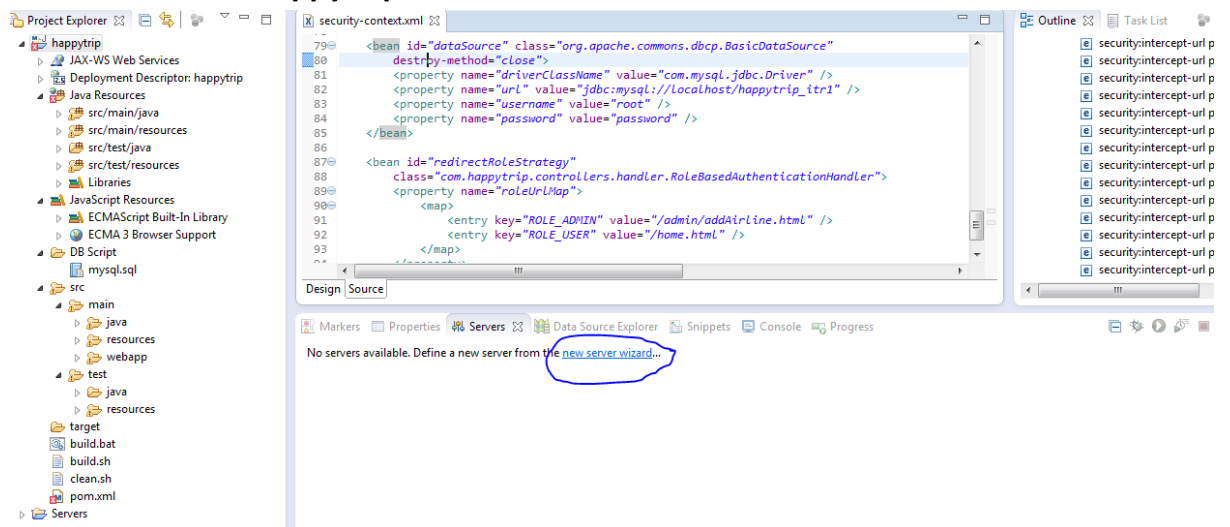 Project Explorer
happytrip
JAX-WS Web Services
Deployment Descriptor: happytrip
Java Resources
src/main/java
src/main/resources
src/test/java
src/test/resources
Libraries
JavaScript Resources
ECMAScript Built-In Library
ECMA 3 Browser Support
DB Script
mysql.sql
src
main
java
resources
webapp
test
java
resources
target
build.bat
build.sh
clean.sh
pom.xml
Servers
security-context.xml
79 <bean id="dataSource" class="org.apache.commons.dbcp.BasicDataSource"
80 destroy-method="close">
81 <property name="driverClassName" value="com.mysql.jdbc.Driver" />
82 <property name="url" value="jdbc:mysql://localhost/happytrip_itr1" />
83 <property name="username" value="root" />
84 <property name="password" value="password" />
85 </bean>
86
87 <bean id="redirectRoleStrategy"
88 class="com.happytrip.controllers.handler.RoleBasedAuthenticationHandler">
89 <property name="roleUrlMap">
90 <map>
91 <entry key="ROLE_ADMIN" value="/admin/addAirline.html" />
92 <entry key="ROLE_USER" value="/home.html" />
93 </map>
Design Source
Outline Task List
security:intercept-url p
security:intercept-url p
security:intercept-url p
security:intercept-url p
security:intercept-url p
security:intercept-url p
security:intercept-url p
security:intercept-url p
security:intercept-url p
security:intercept-url p
security:intercept-url p
security:intercept-url p
security:intercept-url p
security:intercept-url p
Markers Properties Servers Data Source Explorer Snippets Console Progress
No servers available. Define a new server from the new server wizard...